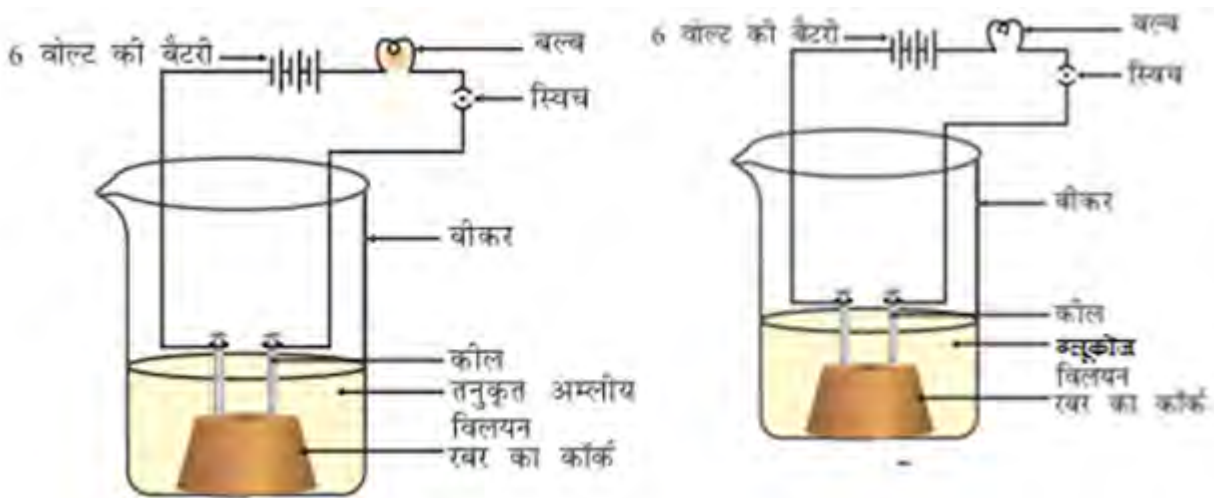 6 वोल्ट की बैटरी
बल्ब
स्विच
बीकर
कील
तनुकृत अम्लीय
विलयन
रबर का कॉर्क
6 वोल्ट की बैटरी
बल्ब
स्विच
बीकर
कील
ग्लूकोज
विलयन
रबर का कॉर्क